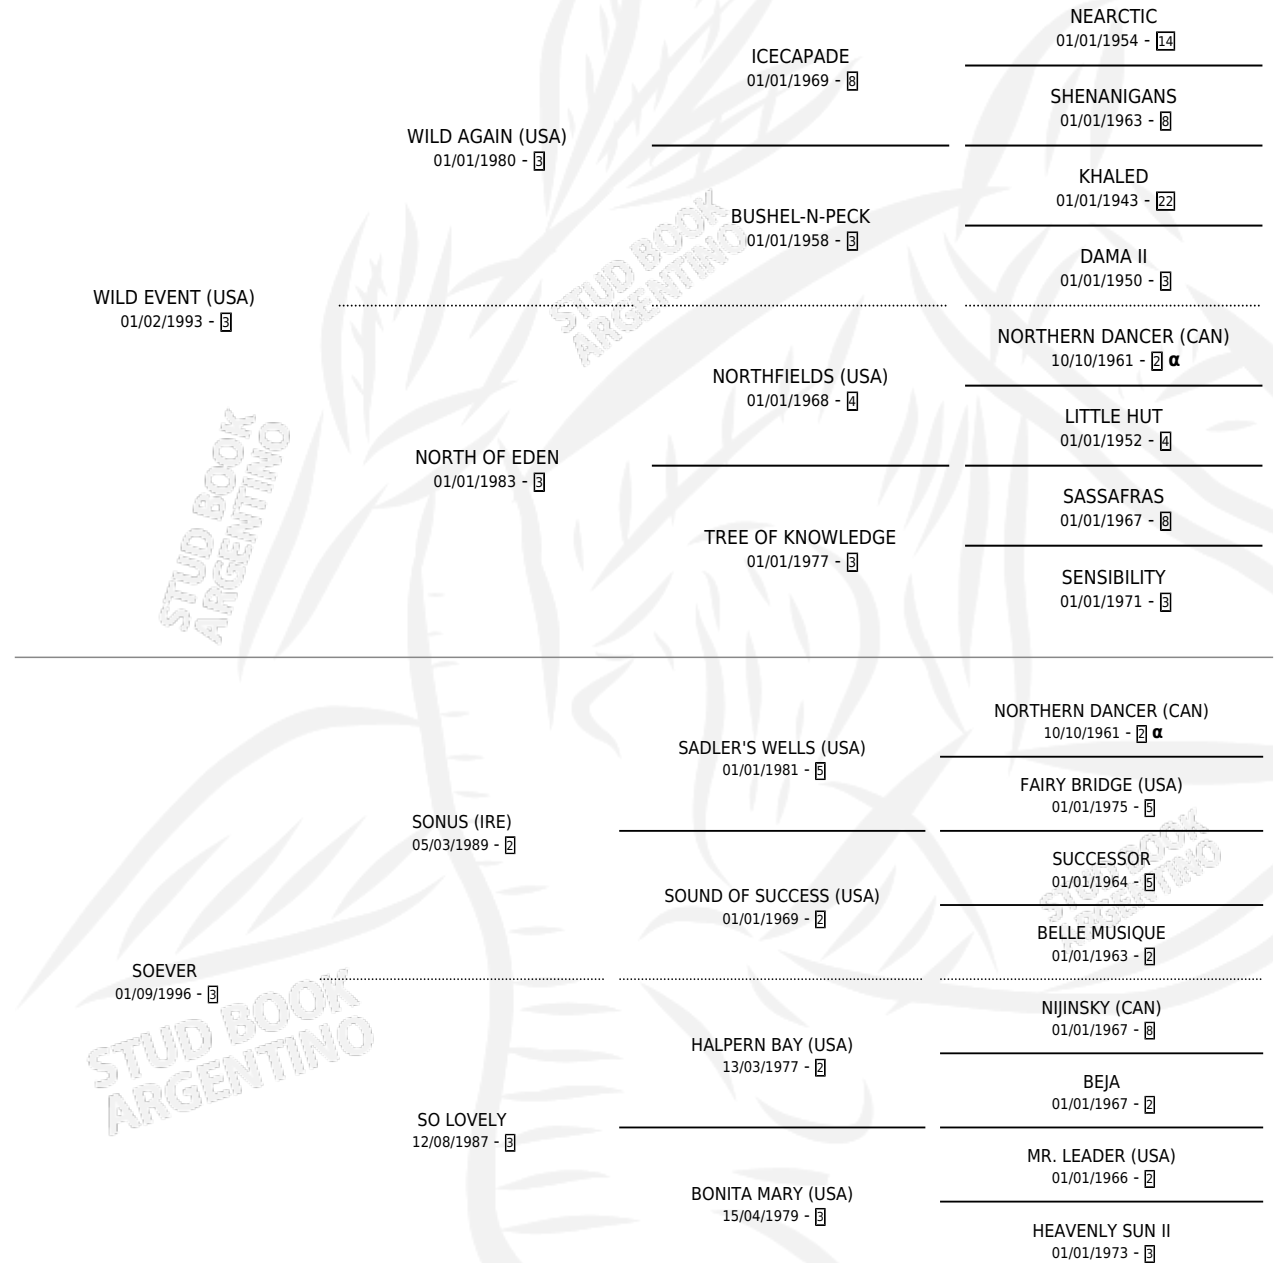 NEARCTIC
01/01/1954 - 14
ICECAPADE
01/01/1969 - 8
SHENANIGANS
01/01/1963 - 8
WILD AGAIN (USA)
01/01/1980 - 3
KHALED
01/01/1943 - 22
BUSHEL-N-PECK
01/01/1958 - 3
DAMA II
01/01/1950 - 3
WILD EVENT (USA)
01/02/1993 - 3
NORTHERN DANCER (CAN)
10/10/1961 - 2 α
NORTHFIELDS (USA)
01/01/1968 - 4
LITTLE HUT
01/01/1952 - 4
NORTH OF EDEN
01/01/1983 - 3
SASSAFRAS
01/01/1967 - 8
TREE OF KNOWLEDGE
01/01/1977 - 3
SENSIBILITY
01/01/1971 - 3
NORTHERN DANCER (CAN)
10/10/1961 - 2 α
SADLER'S WELLS (USA)
01/01/1981 - 5
FAIRY BRIDGE (USA)
01/01/1975 - 5
SONUS (IRE)
05/03/1989 - 2
SUCCESSOR
01/01/1964 - 5
SOUND OF SUCCESS (USA)
01/01/1969 - 2
BELLE MUSIQUE
01/01/1963 - 2
SOEVER
01/09/1996 - 3
NIJINSKY (CAN)
01/01/1967 - 8
HALPERN BAY (USA)
13/03/1977 - 2
BEJA
01/01/1967 - 2
SO LOVELY
12/08/1987 - 3
MR. LEADER (USA)
01/01/1966 - 2
BONITA MARY (USA)
15/04/1979 - 3
HEAVENLY SUN II
01/01/1973 - 3
STUD BOOK
ARGENTINO
STUD BOOK
ARGENTINO
STUD BOOK
ARGENTINO
STUD BOOK
ARGENTINO